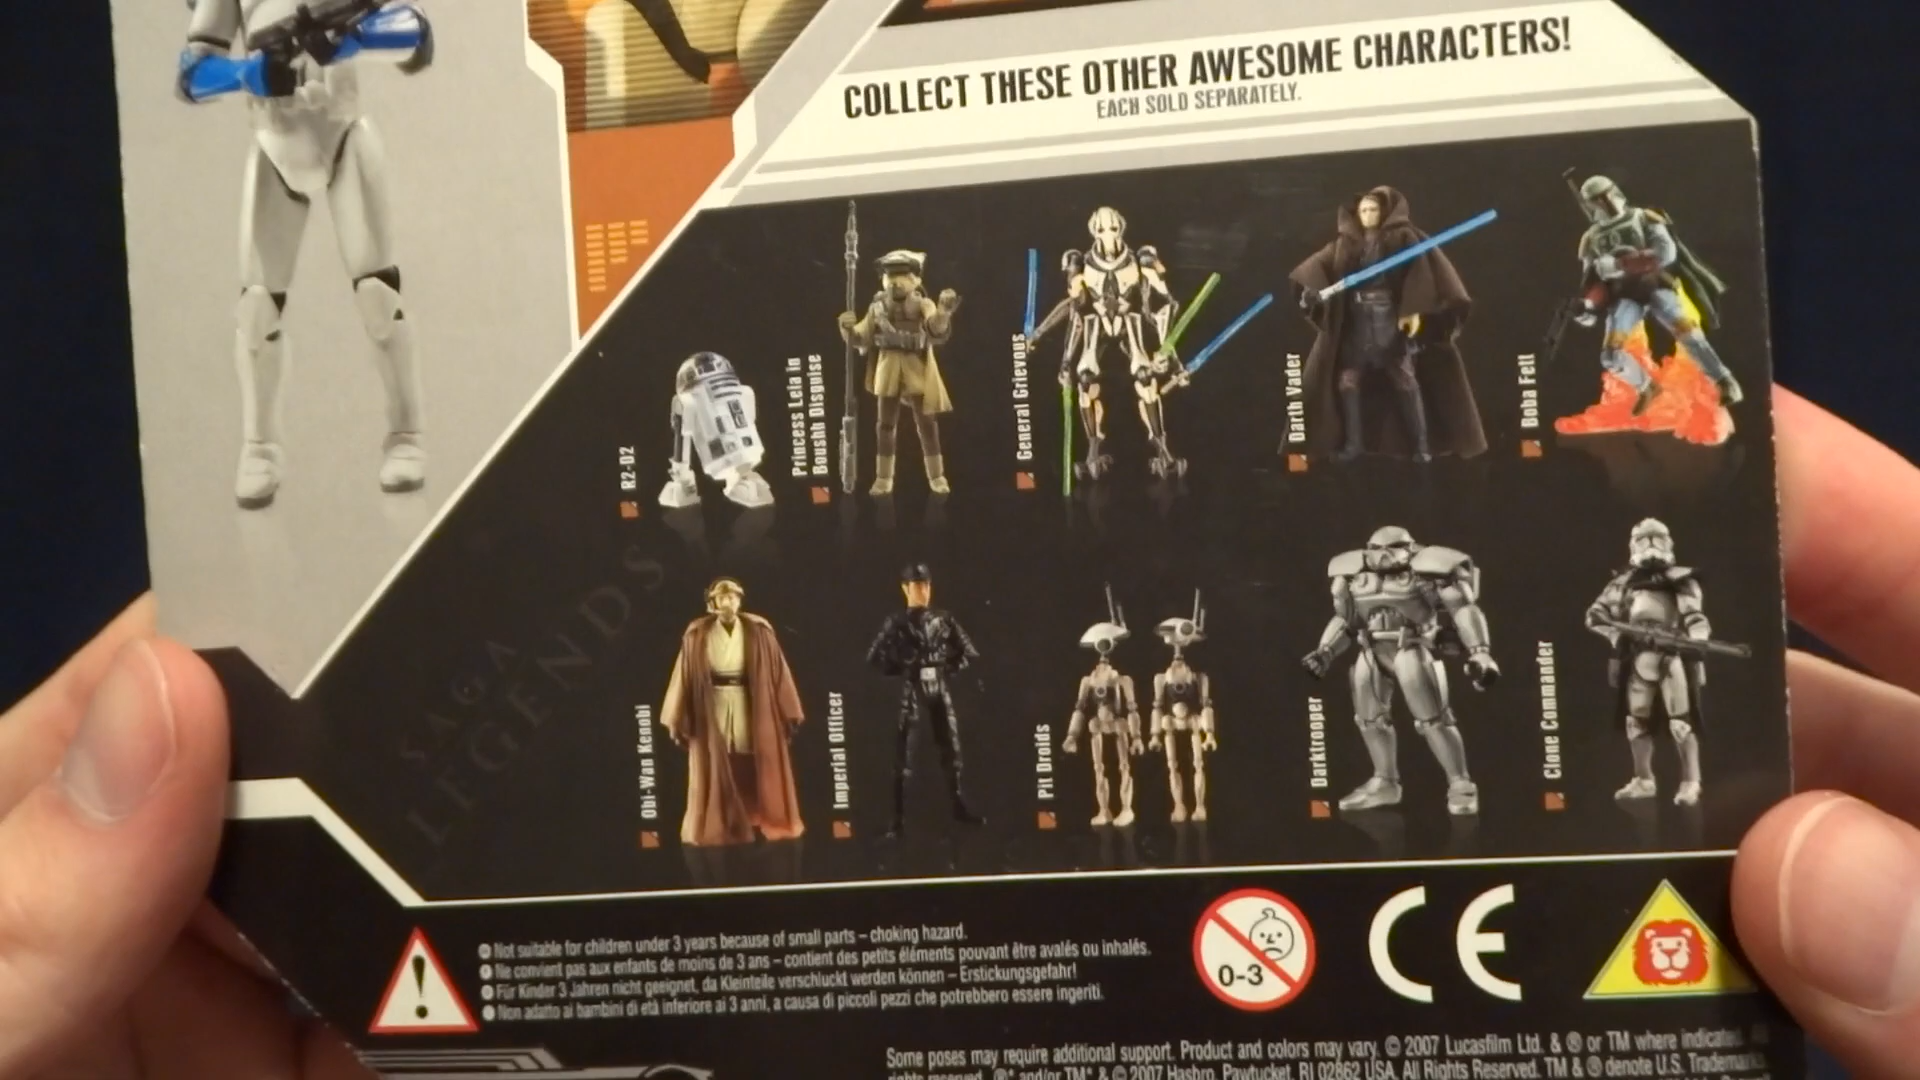 COLLECT THESE OTHER AWESOME CHARACTERS!
EACH SOLD SEPARATELY.
R2-D2
Princess Leia in
Boushh Disguise
General Grievous
Darth Vader
Boba Fett
Obi-Wan Kenobi
Imperial Officer
Pit Droids
Darktrooper
Clone Commander
SAGA
LEGENDS
Not suitable for children under 3 years because of small parts – choking hazard.
Ne convient pas aux enfants de moins de 3 ans – contient des petits éléments pouvant être avalés ou inhalés.
Für Kinder 3 Jahren nicht geeignet, da Kleinteile verschluckt werden können – Erstickungsgefahr!
Non adatto ai bambini di età inferiore ai 3 anni, a causa di piccoli pezzi che potrebbero essere ingeriti.
0-3
CE
Some poses may require additional support. Product and colors may vary. © 2007 Lucasfilm Ltd. & ® or TM where indicated. All
rights reserved. ®* and/or TM* & © 2007 Hasbro, Pawtucket, RI 02862 USA. All Rights Reserved. TM & ® denote U.S. Trademarks